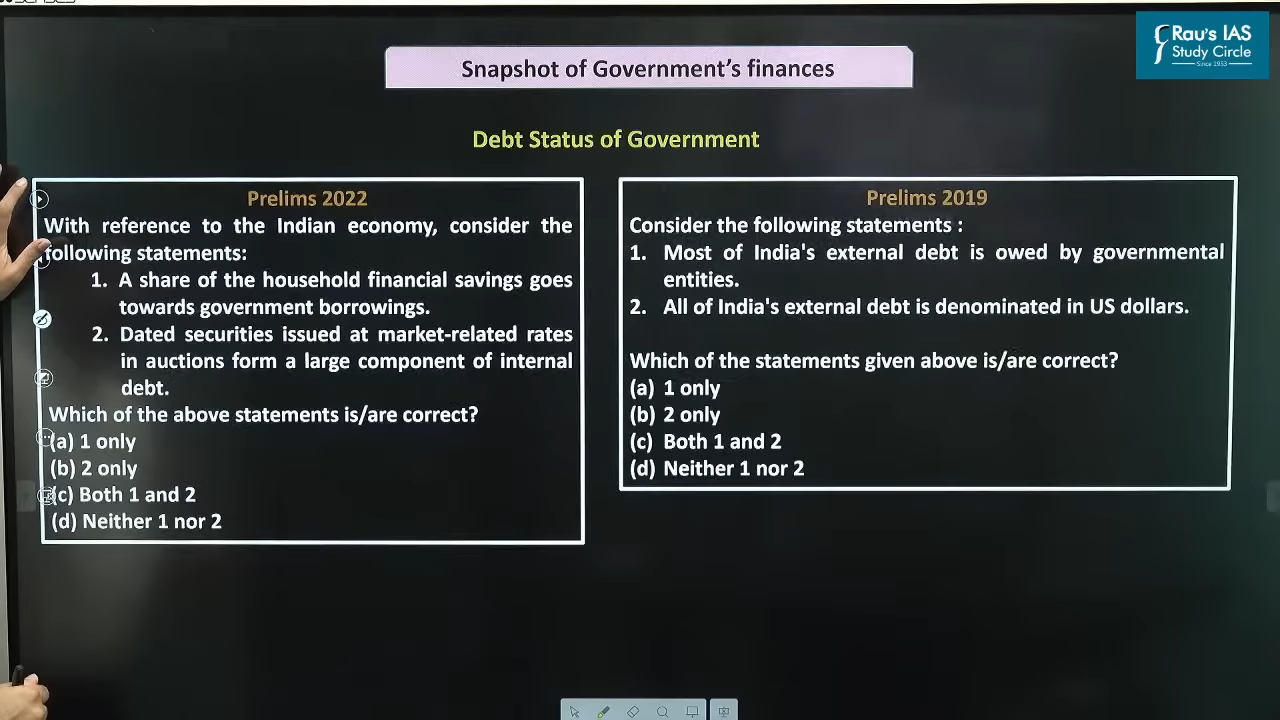 Rau's IAS
Study Circle
Since 1953
Snapshot of Government's finances
Debt Status of Government
Prelims 2022
With reference to the Indian economy, consider the
following statements:
1. A share of the household financial savings goes
towards government borrowings.
2. Dated securities issued at market-related rates
in auctions form a large component of internal
debt.
Which of the above statements is/are correct?
(a) 1 only
(b) 2 only
(c) Both 1 and 2
(d) Neither 1 nor 2
Prelims 2019
Consider the following statements :
1. Most of India's external debt is owed by governmental
entities.
2. All of India's external debt is denominated in US dollars.
Which of the statements given above is/are correct?
(a) 1 only
(b) 2 only
(c) Both 1 and 2
(d) Neither 1 nor 2